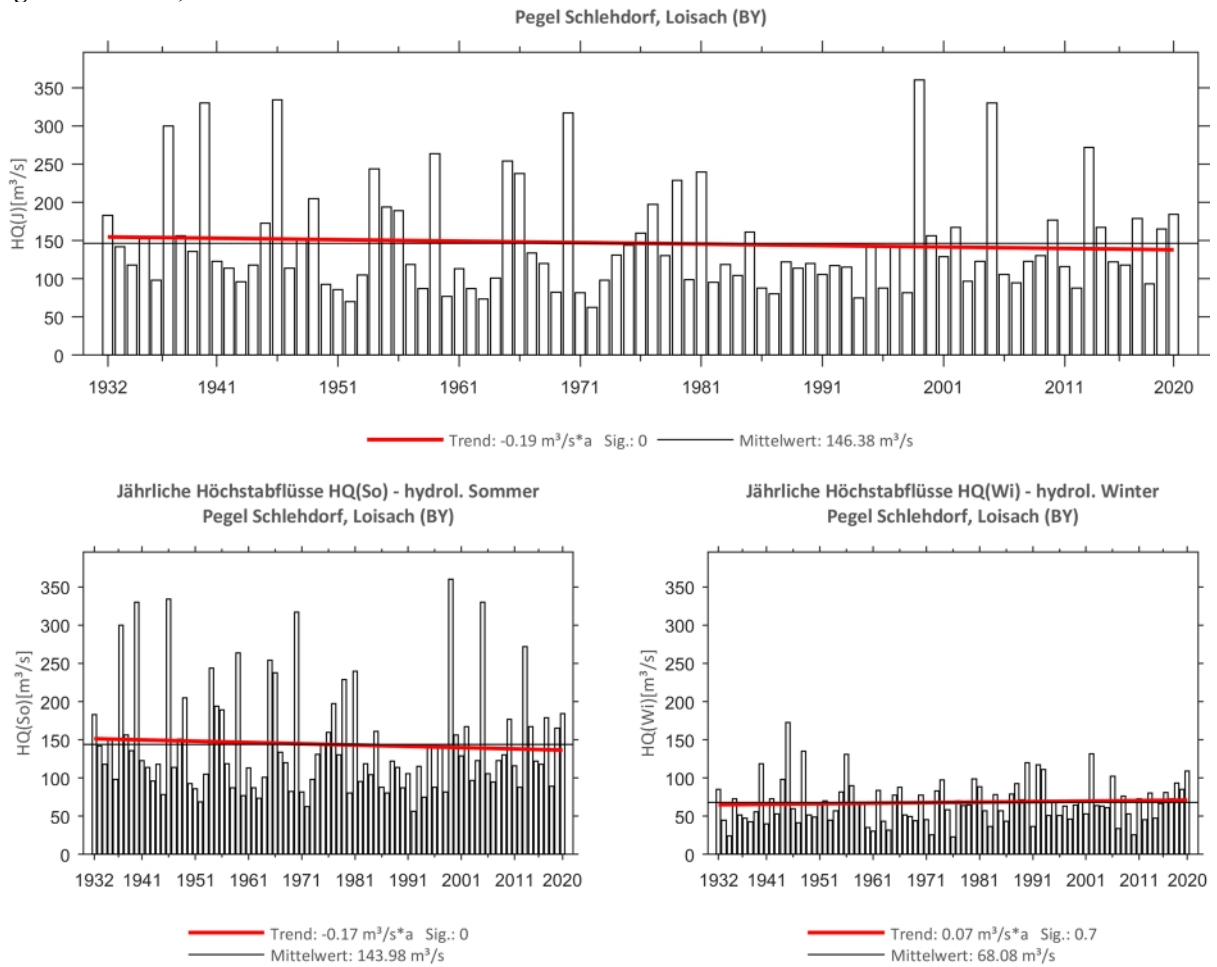 Pegel Schlehdorf, Loisach (BY)
HQ(J)[m³/s]
350
300
250
200
150
100
50
0
1932 1941 1951 1961 1971 1981 1991 2001 2011 2020
Trend: -0.19 m³/s*a Sig.: 0 Mittelwert: 146.38 m³/s
Jährliche Höchstabflüsse HQ(So) - hydrol. Sommer
Pegel Schlehdorf, Loisach (BY)
HQ(So)[m³/s]
350
300
250
200
150
100
50
0
1932 1941 1951 1961 1971 1981 1991 2001 2011 2020
Trend: -0.17 m³/s*a Sig.: 0
Mittelwert: 143.98 m³/s
Jährliche Höchstabflüsse HQ(Wi) - hydrol. Winter
Pegel Schlehdorf, Loisach (BY)
HQ(Wi)[m³/s]
350
300
250
200
150
100
50
0
1932 1941 1951 1961 1971 1981 1991 2001 2011 2020
Trend: 0.07 m³/s*a Sig.: 0.7
Mittelwert: 68.08 m³/s